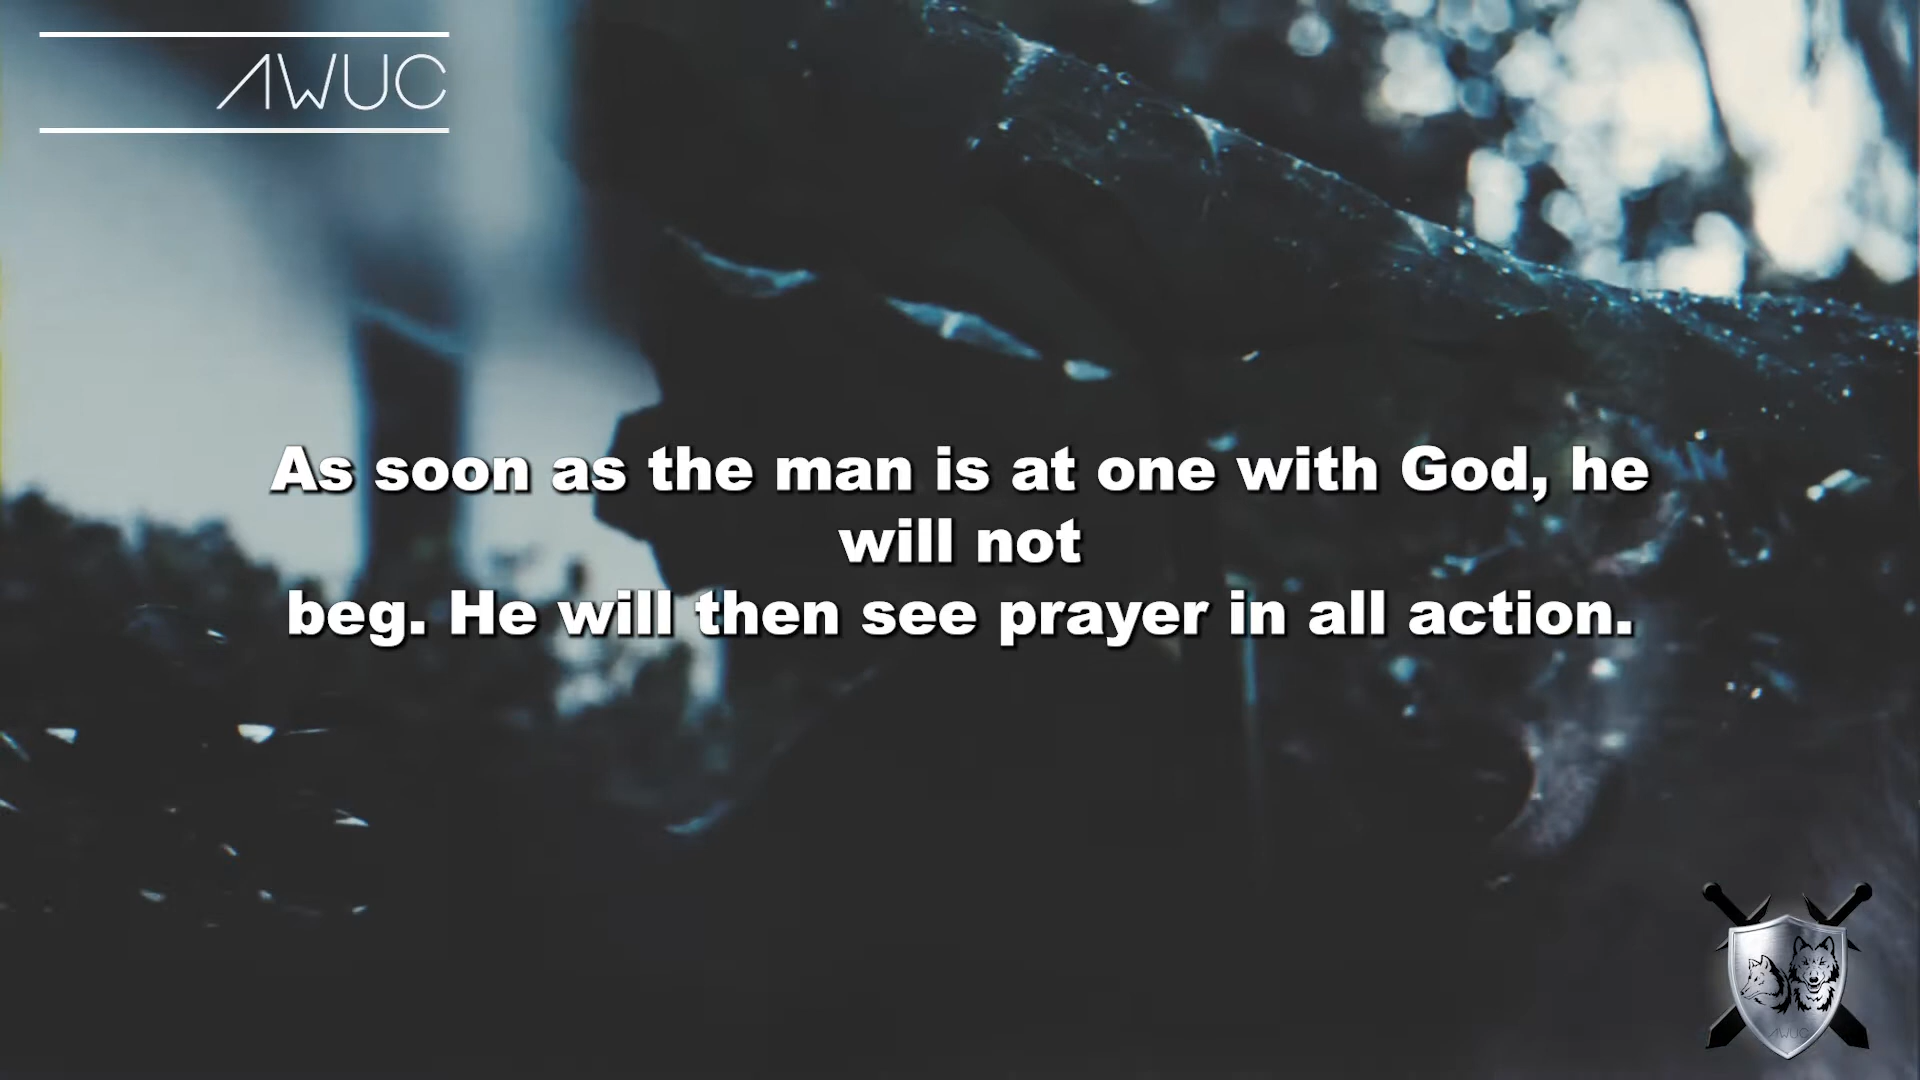 AWUC
As soon as the man is at one with God, he
will not
beg. He will then see prayer in all action.
AWUC